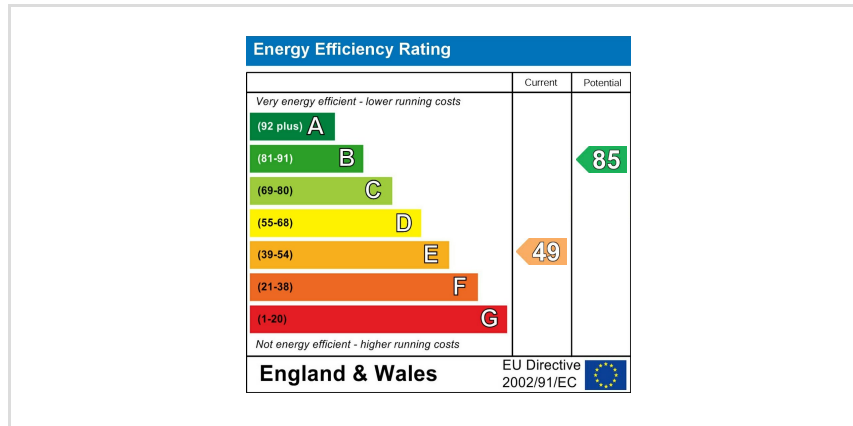 Energy Efficiency Rating
Current Potential
Very energy efficient - lower running costs
(92 plus) A
(81-91) B
85
(69-80) C
(55-68) D
(39-54) E
49
(21-38) F
(1-20) G
Not energy efficient - higher running costs
England & Wales
EU Directive
2002/91/EC